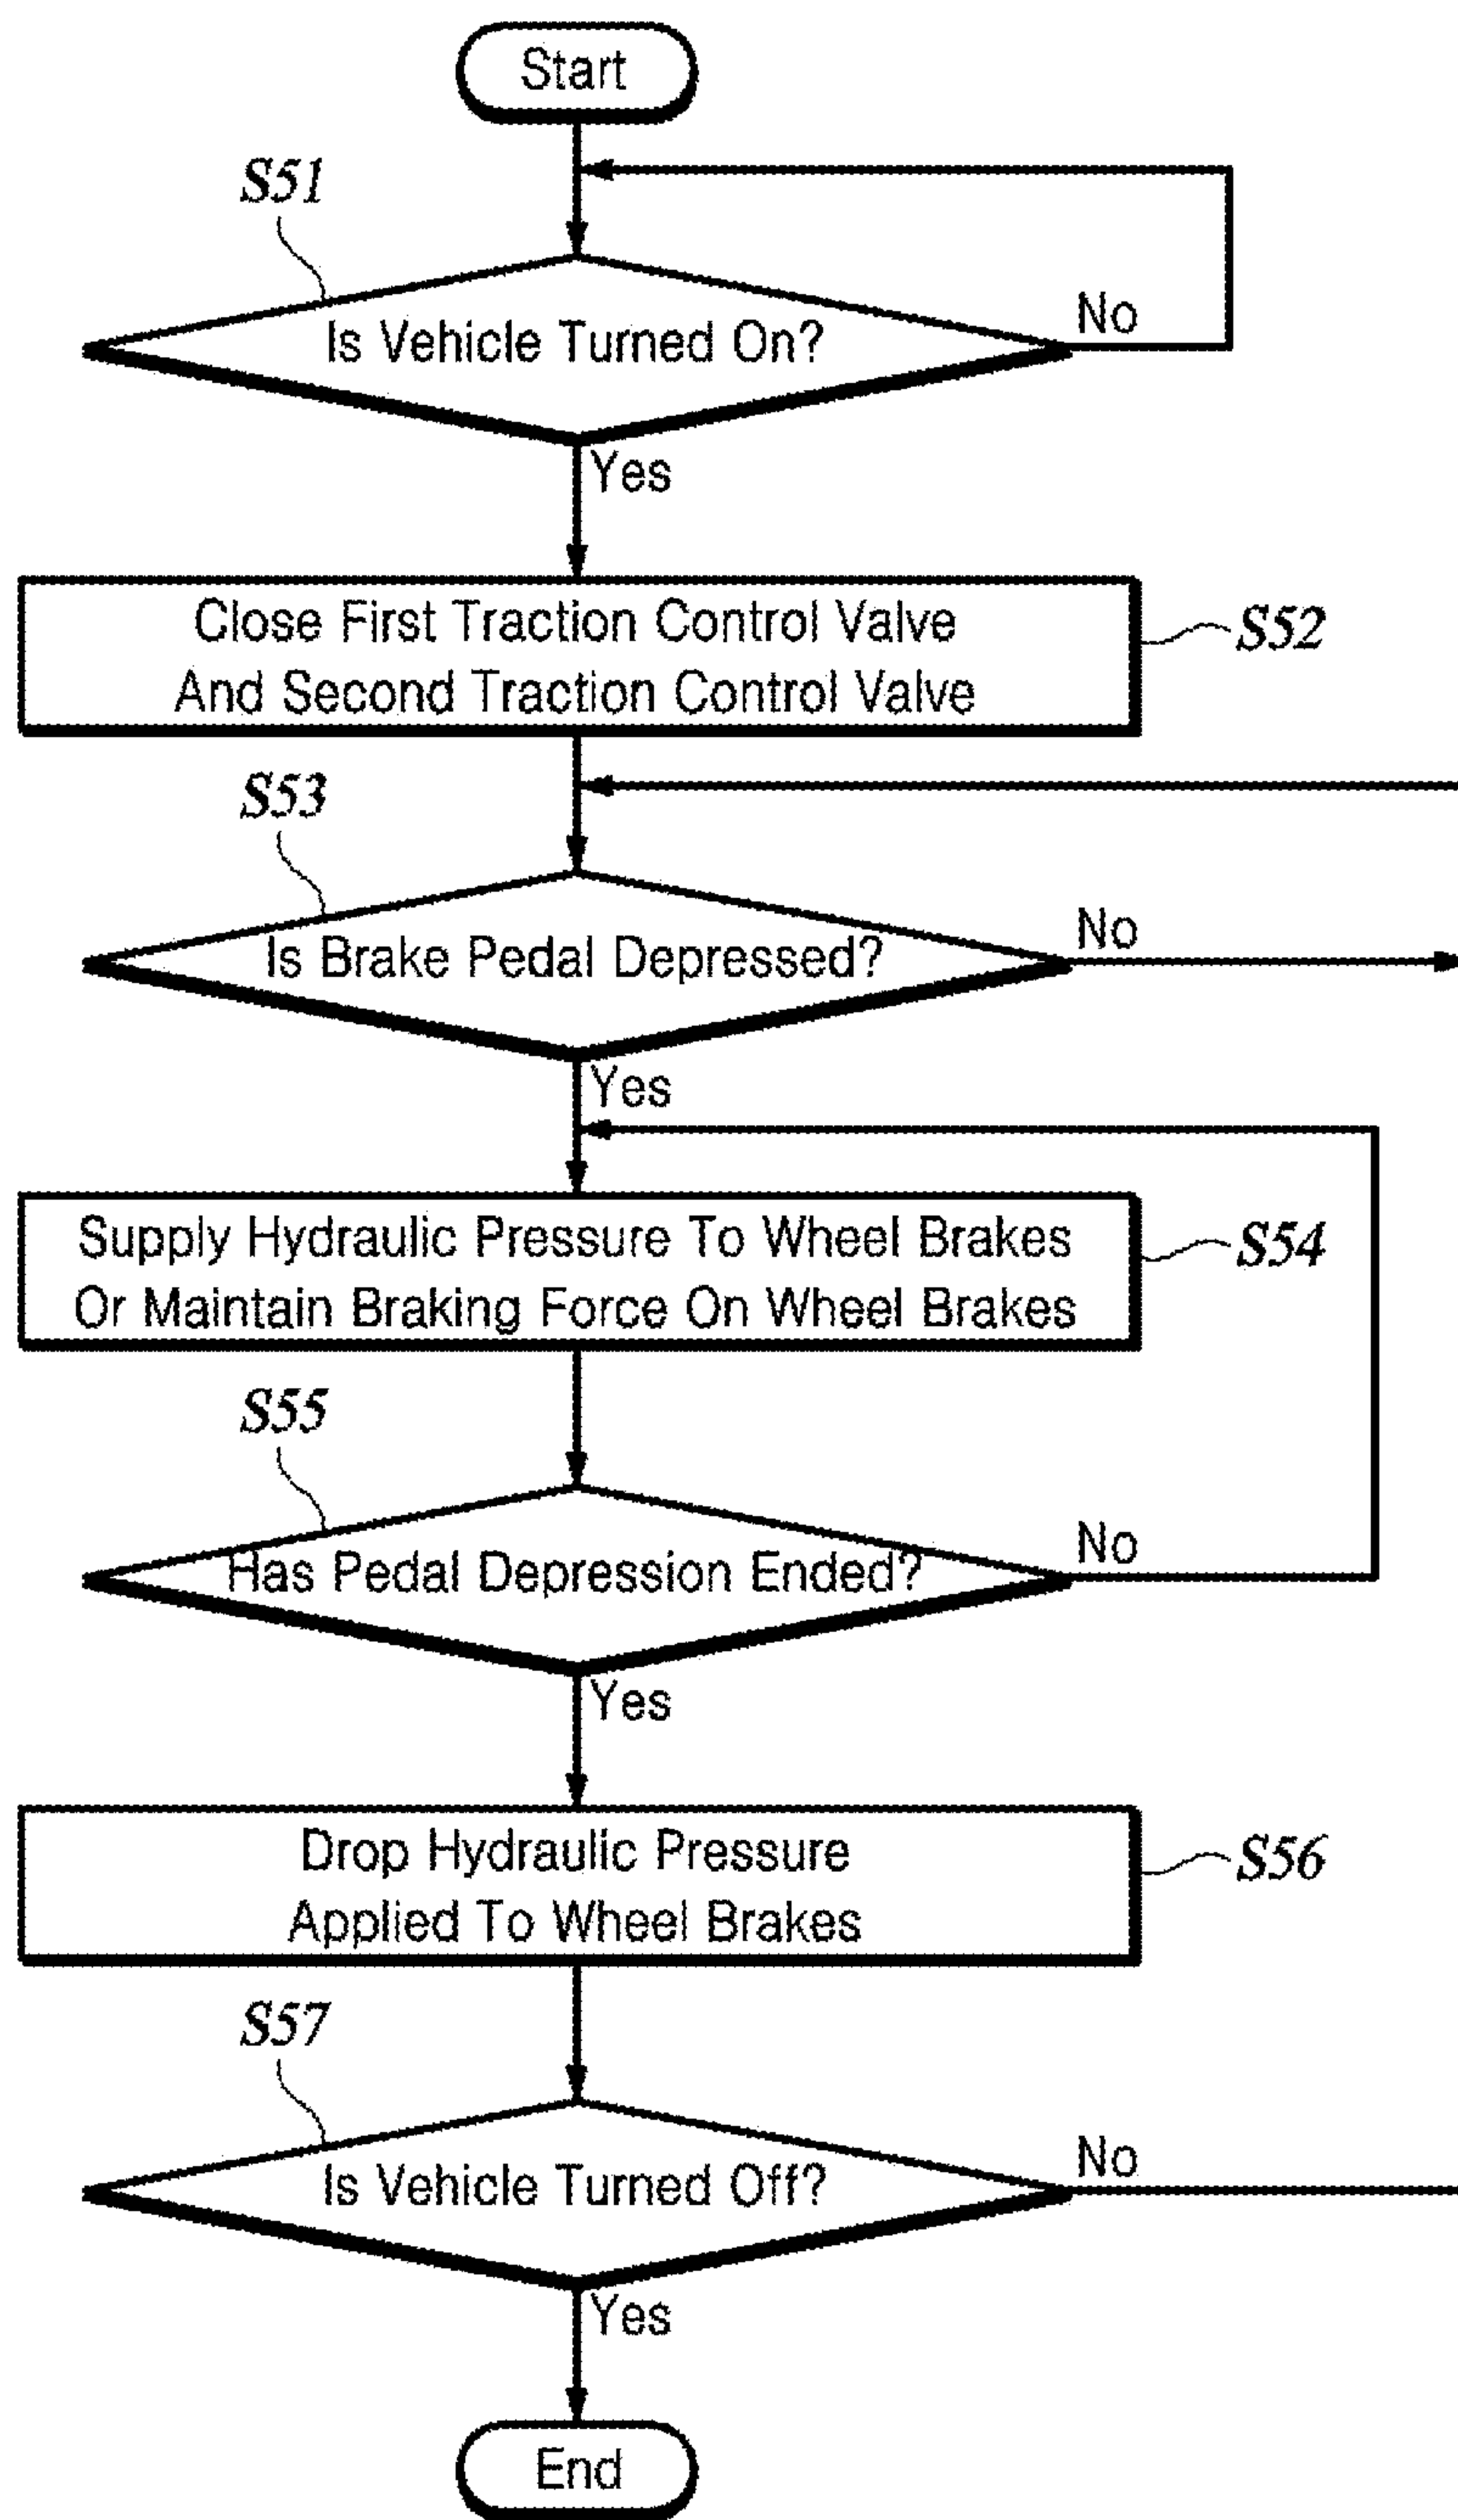 Start
S51
Is Vehicle Turned On?
No
Yes
Close First Traction Control Valve
And Second Traction Control Valve
S52
S53
Is Brake Pedal Depressed?
No
Yes
Supply Hydraulic Pressure To Wheel Brakes
Or Maintain Braking Force On Wheel Brakes
S54
S55
Has Pedal Depression Ended?
No
Yes
Drop Hydraulic Pressure
Applied To Wheel Brakes
S56
S57
Is Vehicle Turned Off?
No
Yes
End